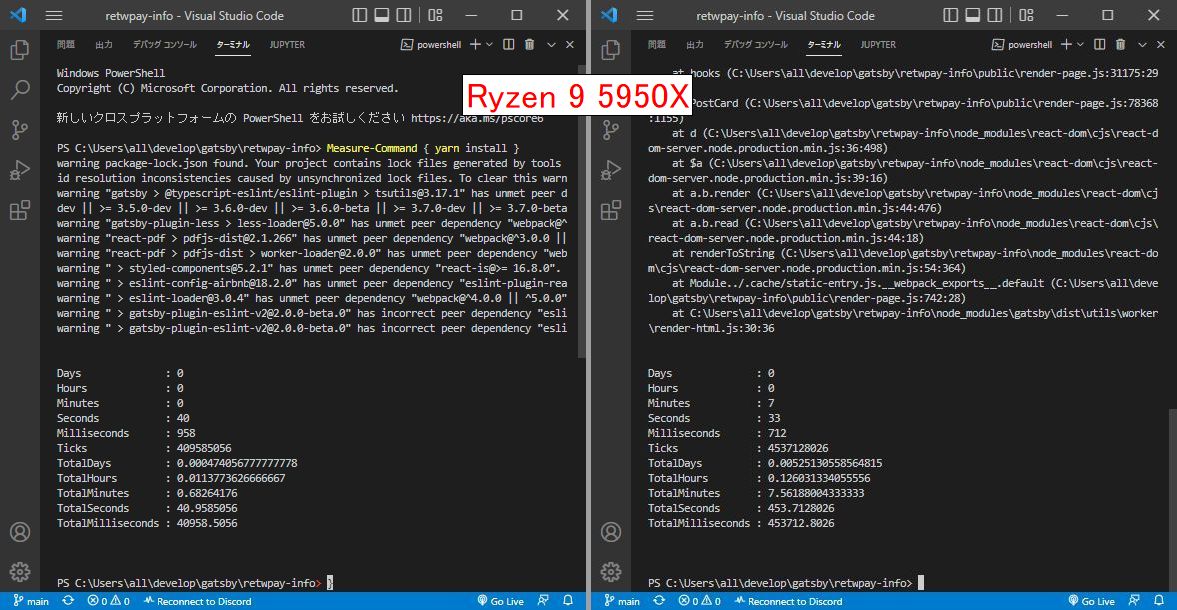 retwpay-info - Visual Studio Code
問題 出力 デバッグ コンソール ターミナル JUPYTER powershell
Windows PowerShell
Copyright (C) Microsoft Corporation. All rights reserved.
新しいクロスプラットフォームの PowerShell をお試しください https://aka.ms/pscore6
PS C:\Users\all\develop\gatsby\retwpay-info> Measure-Command { yarn install }
warning package-lock.json found. Your project contains lock files generated by tools
id resolution inconsistencies caused by unsynchronized lock files. To clear this warn
warning "gatsby > @typescript-eslint/eslint-plugin > tsutils@3.17.1" has unmet peer d
dev || >= 3.5.0-dev || >= 3.6.0-dev || >= 3.6.0-beta || >= 3.7.0-dev || >= 3.7.0-beta
warning "gatsby-plugin-less > less-loader@5.0.0" has unmet peer dependency "webpack@^
warning "react-pdf > pdfjs-dist@2.1.266" has unmet peer dependency "webpack@^3.0.0 ||
warning "react-pdf > pdfjs-dist > worker-loader@2.0.0" has unmet peer dependency "web
warning " > styled-components@5.2.1" has unmet peer dependency "react-is@>= 16.8.0".
warning " > eslint-config-airbnb@18.2.0" has unmet peer dependency "eslint-plugin-rea
warning " > eslint-loader@3.0.4" has unmet peer dependency "webpack@^4.0.0 || ^5.0.0"
warning " > gatsby-plugin-eslint-v2@2.0.0-beta.0" has incorrect peer dependency "esli
warning " > gatsby-plugin-eslint-v2@2.0.0-beta.0" has incorrect peer dependency "esli
Days : 0
Hours : 0
Minutes : 0
Seconds : 40
Milliseconds : 958
Ticks : 409585056
TotalDays : 0.000474056777777778
TotalHours : 0.0113773626666667
TotalMinutes : 0.68264176
TotalSeconds : 40.9585056
TotalMilliseconds : 40958.5056
PS C:\Users\all\develop\gatsby\retwpay-info> }
main 0 0 Reconnect to Discord Go Live
Ryzen 9 5950X
retwpay-info - Visual Studio Code
問題 出力 デバッグ コンソール ターミナル JUPYTER powershell
at hooks (C:\Users\all\develop\gatsby\retwpay-info\public\render-page.js:31175:29
PostCard (C:\Users\all\develop\gatsby\retwpay-info\public\render-page.js:78368
:1155)
at d (C:\Users\all\develop\gatsby\retwpay-info\node_modules\react-dom\cjs\react-d
om-server.node.production.min.js:36:498)
at $a (C:\Users\all\develop\gatsby\retwpay-info\node_modules\react-dom\cjs\react-
dom-server.node.production.min.js:39:16)
at a.b.render (C:\Users\all\develop\gatsby\retwpay-info\node_modules\react-dom\cj
s\react-dom-server.node.production.min.js:44:476)
at a.b.read (C:\Users\all\develop\gatsby\retwpay-info\node_modules\react-dom\cjs\
react-dom-server.node.production.min.js:44:18)
at renderToString (C:\Users\all\develop\gatsby\retwpay-info\node_modules\react-do
m\cjs\react-dom-server.node.production.min.js:54:364)
at Module../.cache/static-entry.js.__webpack_exports__.default (C:\Users\all\deve
lop\gatsby\retwpay-info\public\render-page.js:742:28)
at C:\Users\all\develop\gatsby\retwpay-info\node_modules\gatsby\dist\utils\worker
\render-html.js:30:36
Days : 0
Hours : 0
Minutes : 7
Seconds : 33
Milliseconds : 712
Ticks : 4537128026
TotalDays : 0.00525130558564815
TotalHours : 0.126031334055556
TotalMinutes : 7.56188004333333
TotalSeconds : 453.7128026
TotalMilliseconds : 453712.8026
PS C:\Users\all\develop\gatsby\retwpay-info>
main 0 0 Reconnect to Discord Go Live